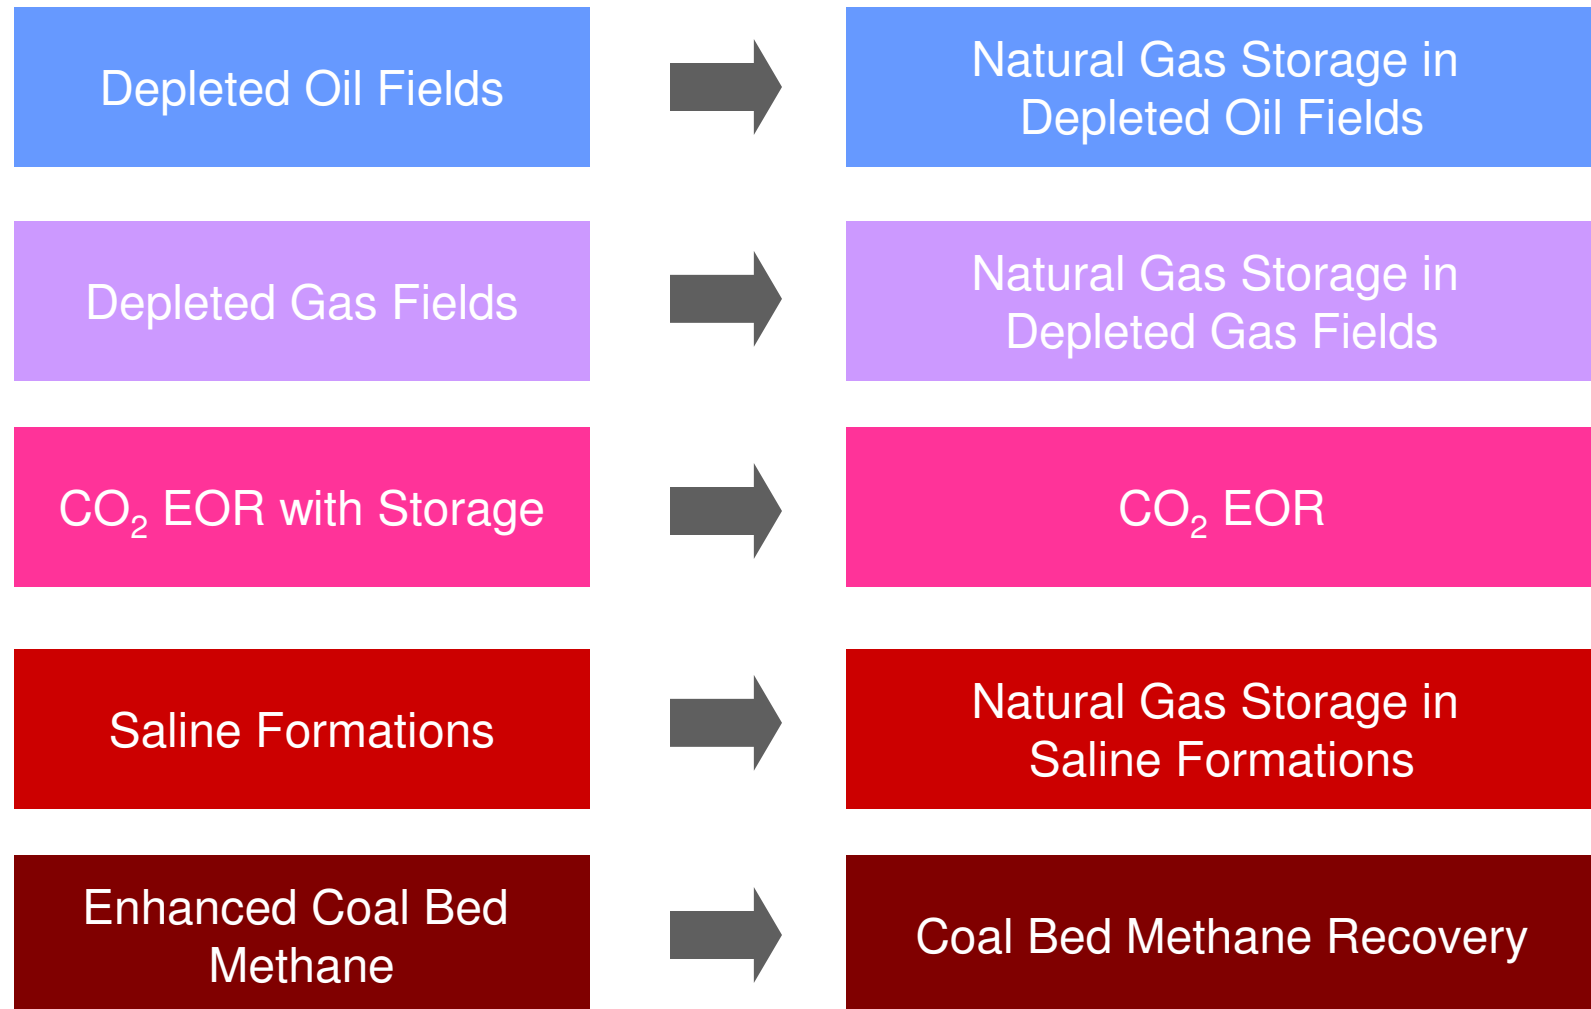 Depleted Oil Fields
Natural Gas Storage in
Depleted Oil Fields
Depleted Gas Fields
Natural Gas Storage in
Depleted Gas Fields
CO₂ EOR with Storage
CO₂ EOR
Saline Formations
Natural Gas Storage in
Saline Formations
Enhanced Coal Bed
Methane
Coal Bed Methane Recovery